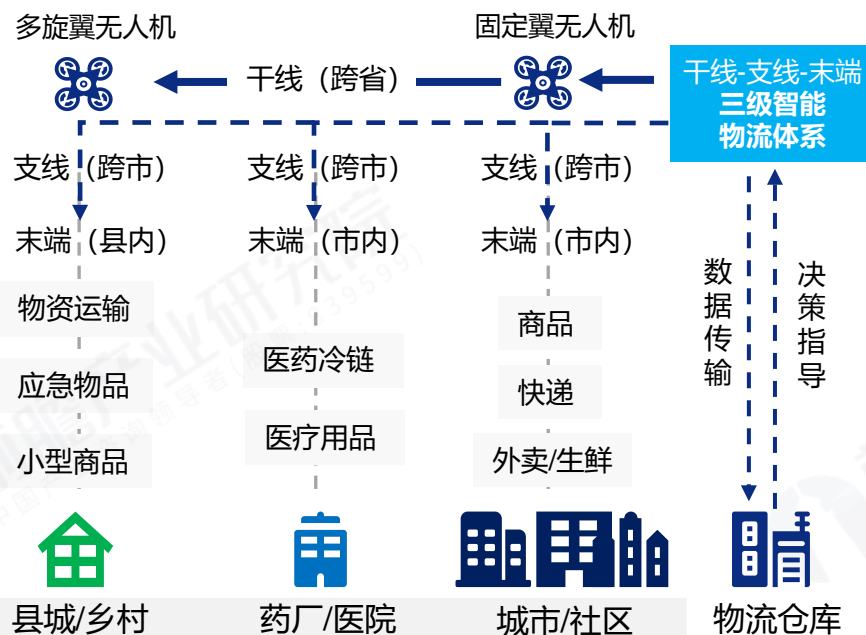 多旋翼无人机
固定翼无人机
干线（跨省）
干线-支线-末端
三级智能
物流体系
支线（跨市）
支线（跨市）
支线（跨市）
末端（县内）
末端（市内）
末端（市内）
物资运输
应急物品
小型商品
医药冷链
医疗用品
商品
快递
外卖/生鲜
数据传输
决策指导
县城/乡村
药厂/医院
城市/社区
物流仓库